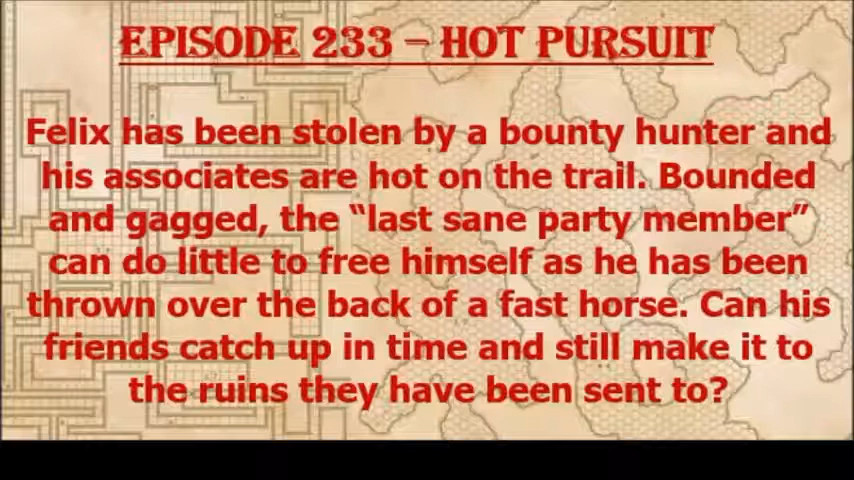 EPISODE 233 – HOT PURSUIT
Felix has been stolen by a bounty hunter and
his associates are hot on the trail. Bounded
and gagged, the “last sane party member”
can do little to free himself as he has been
thrown over the back of a fast horse. Can his
friends catch up in time and still make it to
the ruins they have been sent to?